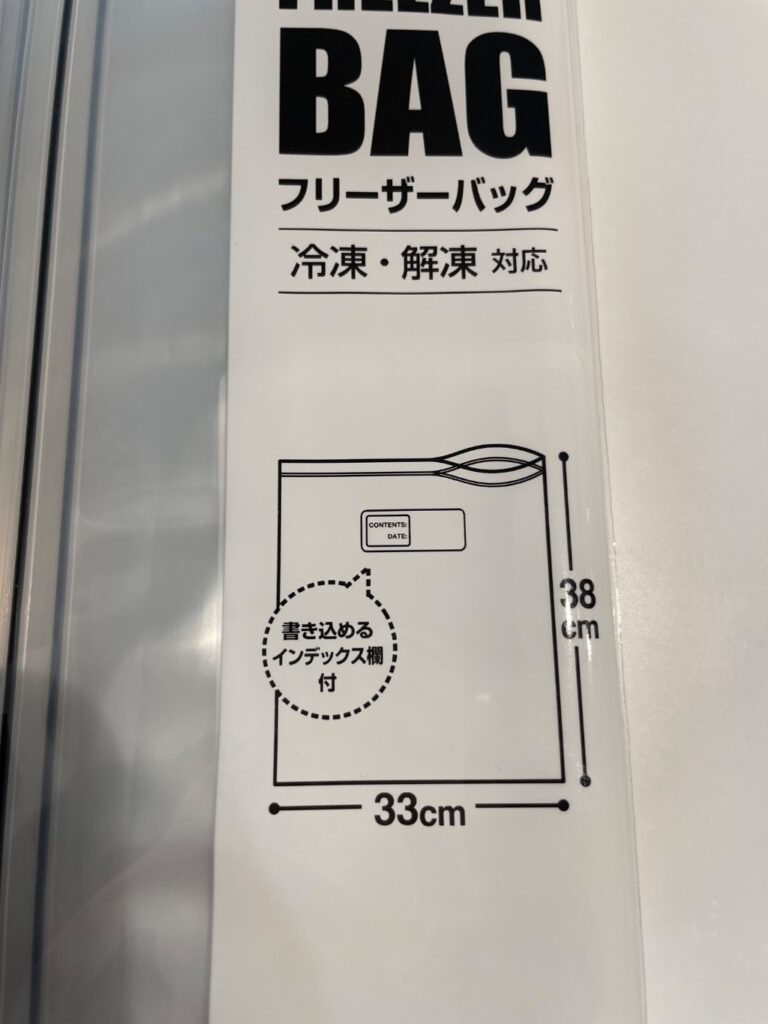 FREEZER
BAG
フリーザーバッグ
冷凍・解凍 対応
CONTENTS:
DATE:
書き込める
インデックス欄
付
38
cm
33cm